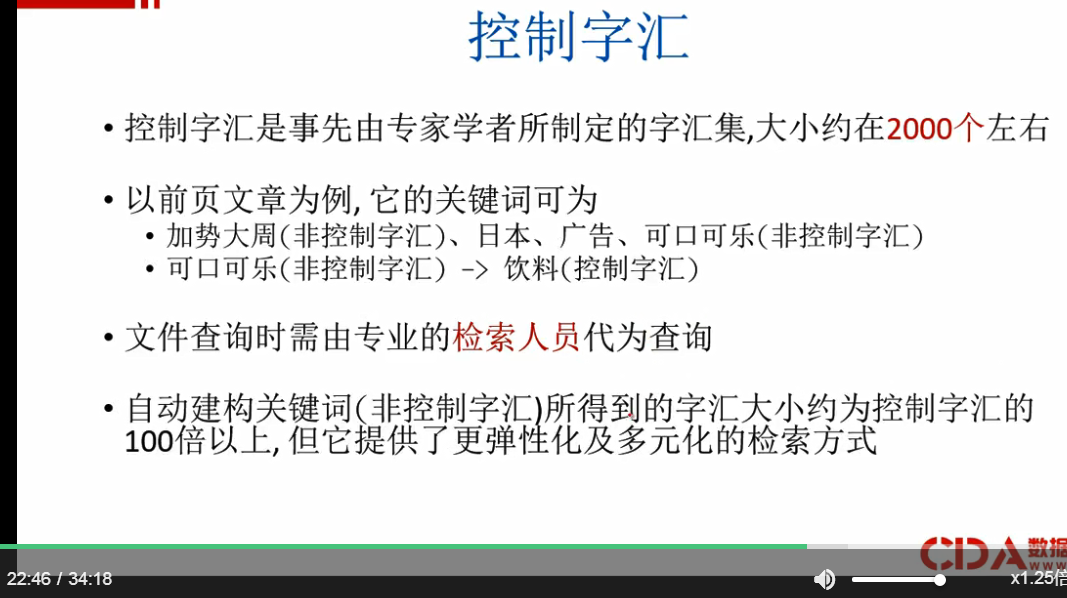 控制字汇
• 控制字汇是事先由专家学者所制定的字汇集,大小约在2000个左右
• 以前页文章为例, 它的关键词可为
• 加势大周(非控制字汇)、日本、广告、可口可乐(非控制字汇)
• 可口可乐(非控制字汇) -> 饮料(控制字汇)
• 文件查询时需由专业的检索人员代为查询
• 自动建构关键词(非控制字汇)所得到的字汇大小约为控制字汇的
100倍以上, 但它提供了更弹性化及多元化的检索方式
CDA 数据
www
22:46 / 34:18
x1.25倍